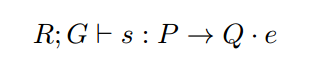 R; G ⊢ s : P → Q · e